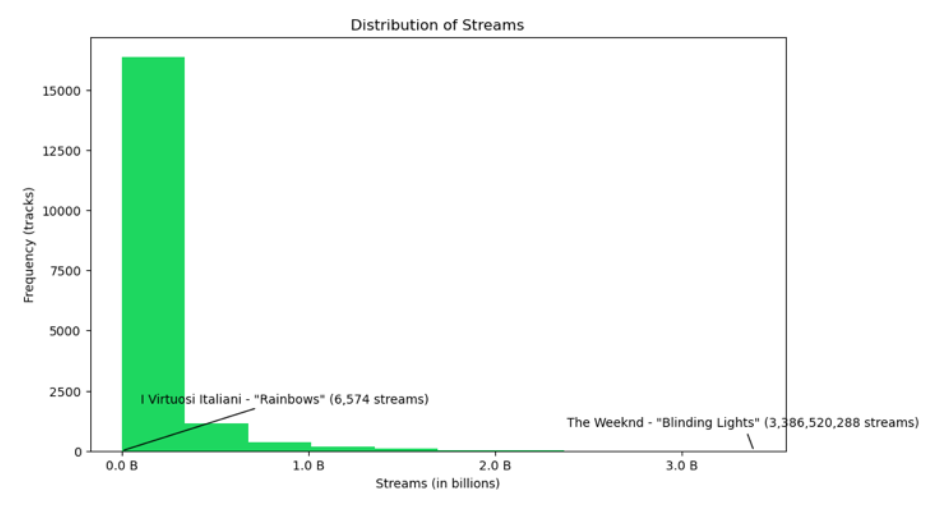 Distribution of Streams
Frequency (tracks)
15000
12500
10000
7500
5000
2500
0
I Virtuosi Italiani - "Rainbows" (6,574 streams)
The Weeknd - "Blinding Lights" (3,386,520,288 streams)
0.0 B
1.0 B
2.0 B
3.0 B
Streams (in billions)